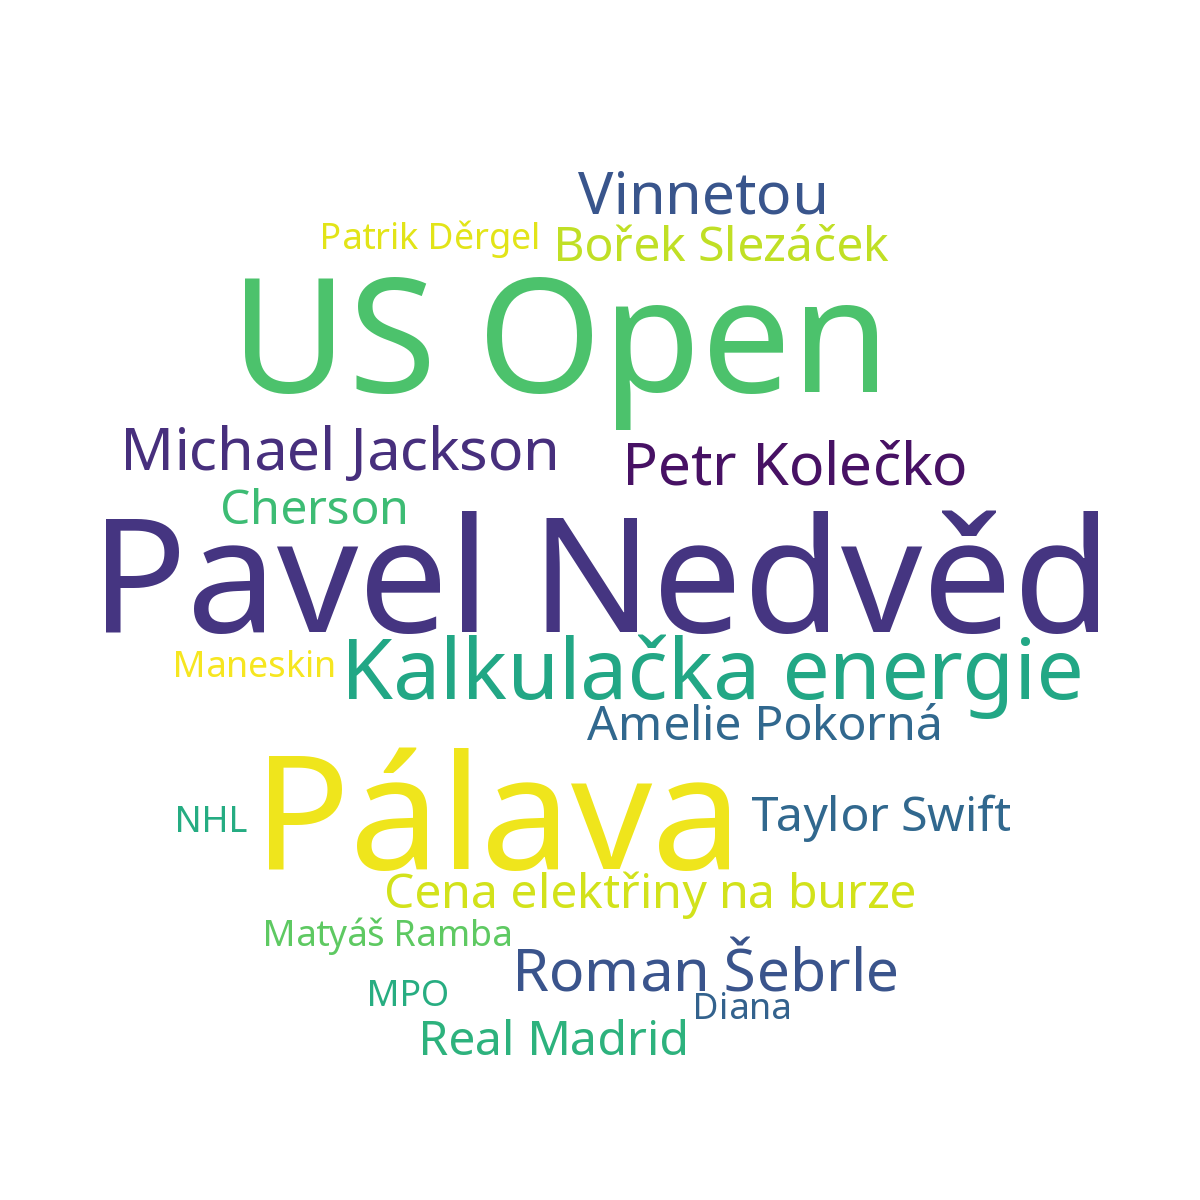 Vinnetou
Patrik Děrgel
Bořek Slezáček
US Open
Michael Jackson
Petr Kolečko
Cherson
Pavel Nedvěd
Maneskin
Kalkulačka energie
Amelie Pokorná
Pálava
NHL
Taylor Swift
Cena elektřiny na burze
Matyáš Ramba
Roman Šebrle
MPO
Diana
Real Madrid